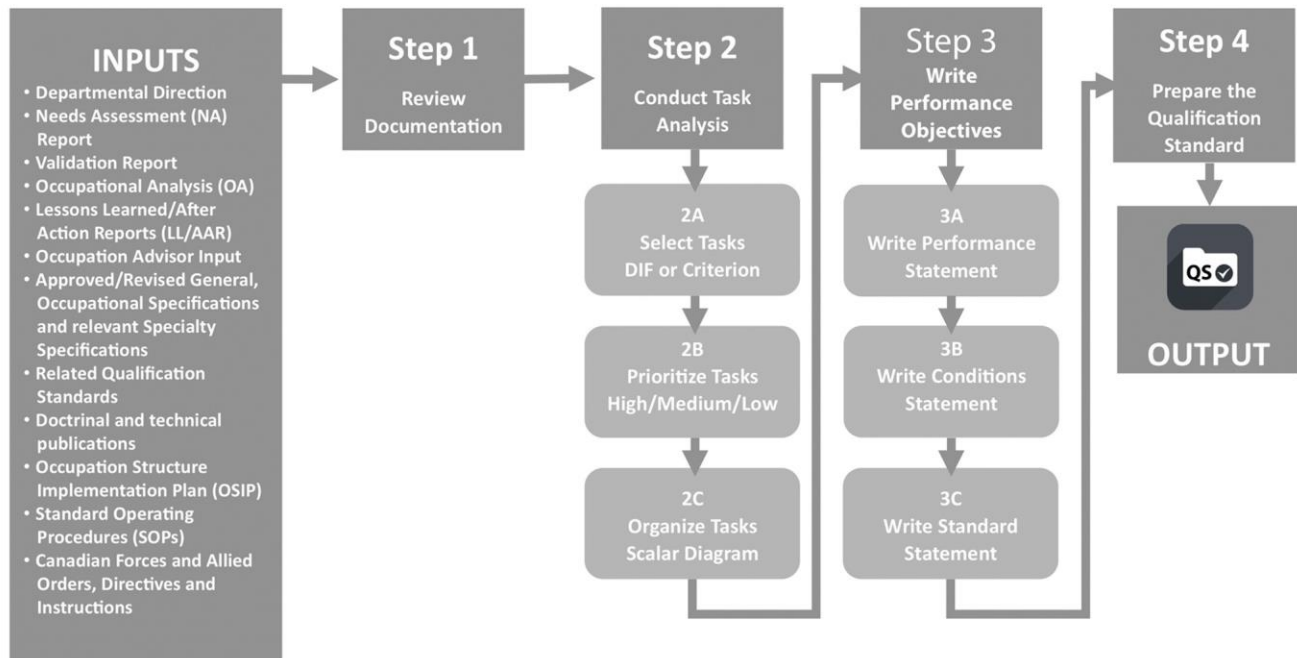 INPUTS
• Departmental Direction
• Needs Assessment (NA)
Report
• Validation Report
• Occupational Analysis (OA)
• Lessons Learned/After
Action Reports (LL/AAR)
• Occupation Advisor Input
• Approved/Revised General,
Occupational Specifications
and relevant Specialty
Specifications
• Related Qualification
Standards
• Doctrinal and technical
publications
• Occupation Structure
Implementation Plan (OSIP)
• Standard Operating
Procedures (SOPs)
• Canadian Forces and Allied
Orders, Directives and
Instructions
Step 1
Review
Documentation
Step 2
Conduct Task
Analysis
2A
Select Tasks
DIF or Criterion
2B
Prioritize Tasks
High/Medium/Low
2C
Organize Tasks
Scalar Diagram
Step 3
Write
Performance
Objectives
3A
Write Performance
Statement
3B
Write Conditions
Statement
3C
Write Standard
Statement
Step 4
Prepare the
Qualification
Standard
QS
OUTPUT